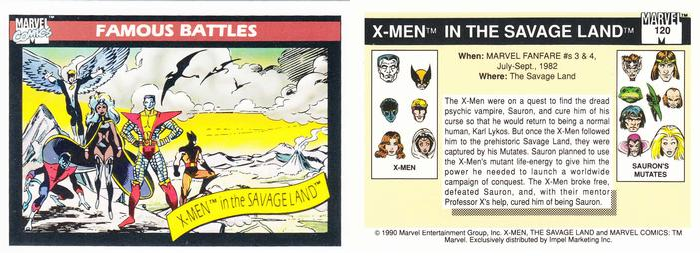 MARVEL
COMICS
FAMOUS BATTLES
X-MEN™ in the SAVAGE LAND™
X-MEN™ IN THE SAVAGE LAND™
MARVEL
120
When: MARVEL FANFARE #s 3 & 4,
July-Sept., 1982
Where: The Savage Land
The X-Men were on a quest to find the dread
psychic vampire, Sauron, and cure him of his
curse so that he would return to being a normal
human, Karl Lykos. But once the X-Men followed
him to the prehistoric Savage Land, they were
captured by his Mutates. Sauron planned to use
the X-Men's mutant life-energy to give him the
power he needed to launch a worldwide
campaign of conquest. The X-Men broke free,
defeated Sauron, and, with their mentor
Professor X's help, cured him of being Sauron.
X-MEN
SAURON'S
MUTATES
© 1990 Marvel Entertainment Group, Inc. X-MEN, THE SAVAGE LAND and MARVEL COMICS: TM
Marvel. Exclusively distributed by Impel Marketing Inc.